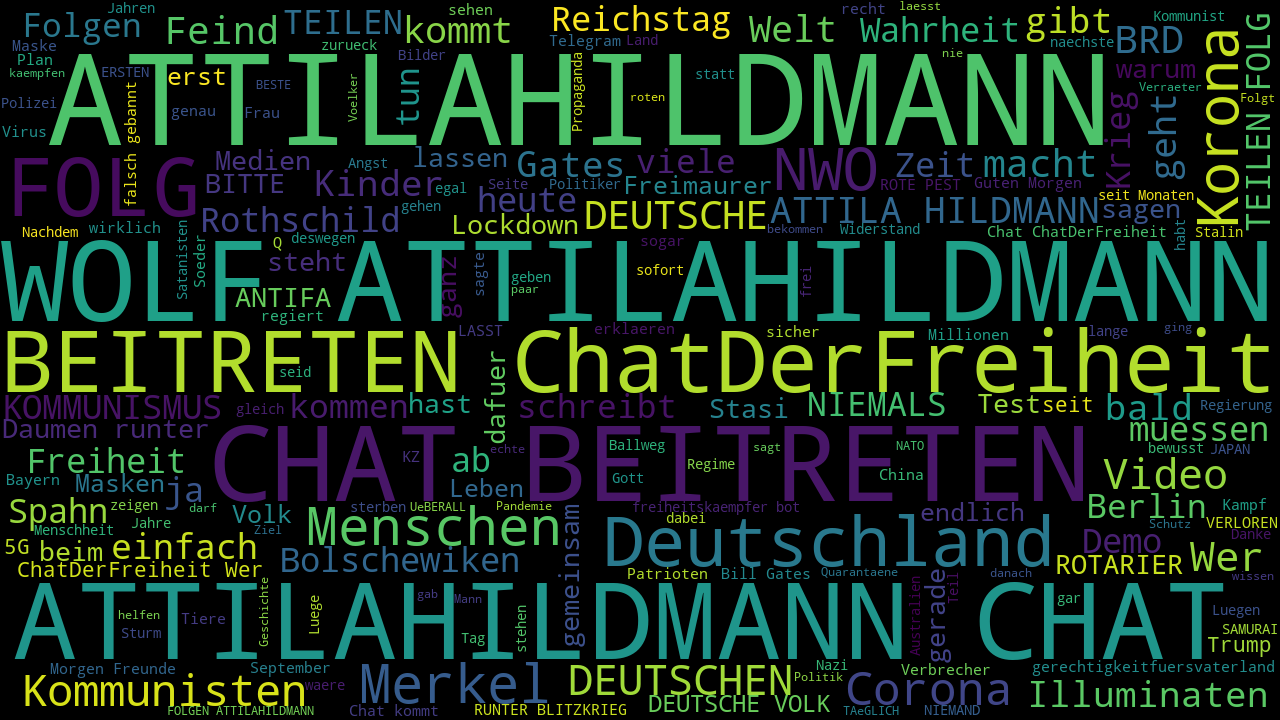 Jahren
Folgen
Feind
TEILEN
kommt
sehen
Reichstag
Welt
recht
laesst
Wahrheit
gibt
Kommunist
naechste
BRD
Korona
TEILEN FOLG
Maske
Plan
kaempfen
ERSTEN
erst
BESTE
zurueck
Bilder
Telegram
Land
nie
warum
Verraeter
Folgt
ATTILAHILDMANN
Polizei
Virus
falsch gebannt
genau
Frau
Voelker
tun
Propaganda
statt
roten
Krieg
geht
FOLG
Medien
BITTE
Angst
Kinder
lassen
egal
Gates
Seite
Politiker
viele
Freimaurer
NWO
Zeit
ROTE PEST
macht
Guten Morgen
seit Monaten
Nachdem
wirklich
Rothschild
gehen
heute
Lockdown
DEUTSCHE
ATTILA HILDMANN
bekommen
Widerstand
sagen
Chat ChatDerFreiheit
habt
Stalin
Satanisten
Soeder
Q
deswegen
steht
sogar
WOLF ATTILAHILDMANN
ANTIFA
regiert
ganz
sagte
geben
paar
sofort
frei
LASST
erklaeren
sicher
Millionen
lange
ging
BEITRETEN ChatDerFreiheit
seid
dafuer
KOMMUNISMUS
gleich
kommen
hast
schreibt
Stasi
NIEMALS
Test
seit
bald
Regierung
Daumen runter
muessen
CHAT BEITRETEN
KZ
echte
Ballweg
sagt
NATO
bewusst
JAPAN
Freiheit
ab
Regime
Gott
China
Bayern
Masken
ja
Leben
Video
Spahn
zeigen
darf
Volk
sterben
UeBERALL
Pandemie
freiheitskaempfer bot
dabei
endlich
Berlin
Kampf
Menschheit
Jahre
Ziel
Menschen
gemeinsam
Deutschland
Schutz
VERLOREN
Danke
5G
beim
einfach
Demo
Wer
ChatDerFreiheit Wer
Bolschewiken
Patrioten
Bill Gates
Quarantaene
danach
ROTARIER
wissen
ATTILAHILDMANN CHAT
helfen
Sturm
Tiere
Geschichte
Luege
gab
Mann
Tag
stehen
Australien
gerade
Teil
gar
Luegen
SAMURAI
Trump
Morgen Freunde
September
waere
Merkel
DEUTSCHEN
Nazi
Politik
Verbrecher
gerechtigkeitfuersvaterland
Kommunisten
FOLGEN ATTILAHILDMANN
Chat kommt
RUNTER BLITZKRIEG
DEUTSCHE VOLK
Corona
TAeGLICH
NIEMAND
Illuminaten